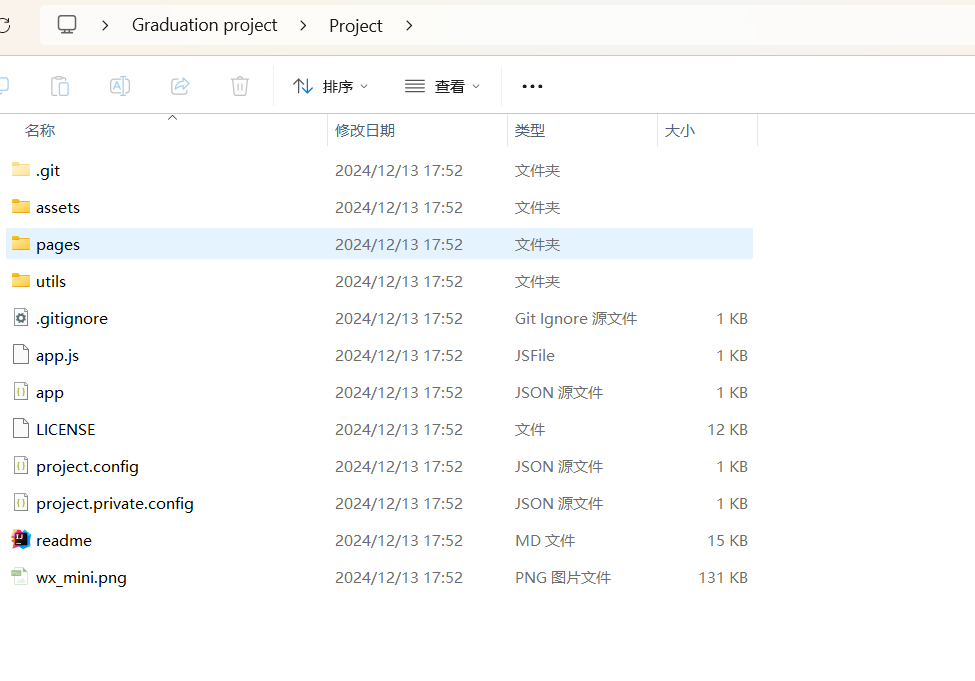 Graduation project > Project >
排序 查看 •••
名称 修改日期 类型 大小
.git 2024/12/13 17:52 文件夹
assets 2024/12/13 17:52 文件夹
pages 2024/12/13 17:52 文件夹
utils 2024/12/13 17:52 文件夹
.gitignore 2024/12/13 17:52 Git Ignore 源文件 1 KB
app.js 2024/12/13 17:52 JSFile 1 KB
app 2024/12/13 17:52 JSON 源文件 1 KB
LICENSE 2024/12/13 17:52 文件 12 KB
project.config 2024/12/13 17:52 JSON 源文件 1 KB
project.private.config 2024/12/13 17:52 JSON 源文件 1 KB
readme 2024/12/13 17:52 MD 文件 15 KB
wx_mini.png 2024/12/13 17:52 PNG 图片文件 131 KB